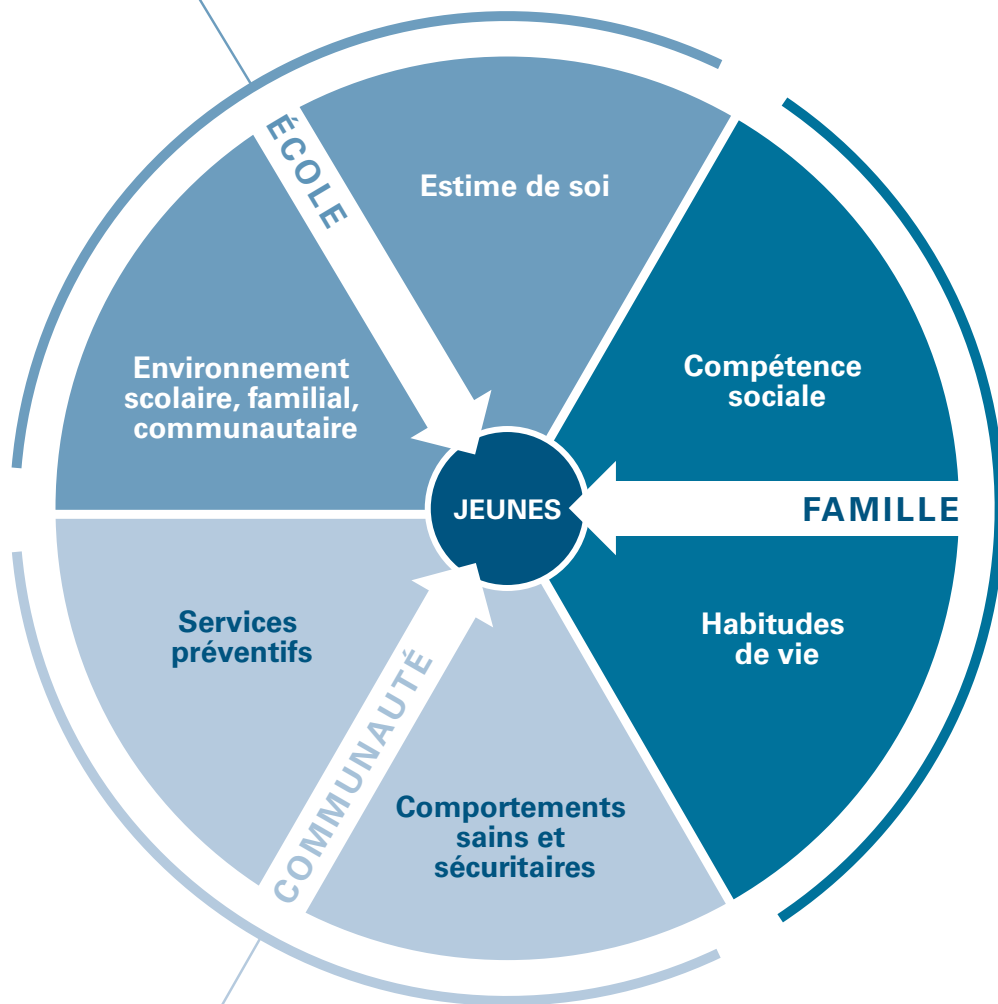 ÉCOLE
Estime de soi
Environnement
scolaire, familial,
communautaire
Compétence
sociale
JEUNES
FAMILLE
Services
préventifs
Habitudes
de vie
COMMUNAUTÉ
Comportements
sains et
sécuritaires